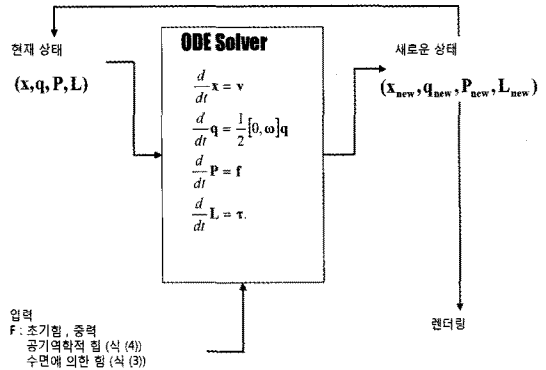 ODE Solver
현재 상태
(x,q,P,L)
d/dt x = v
d/dt q = 1/2 [0,ω]q
d/dt P = f
d/dt L = τ.
새로운 상태
(x_new, q_new, P_new, L_new)
입력
F : 초기힘 , 중력
공기역학적 힘 (식 (4))
수면에 의한 힘 (식 (3))
렌더링